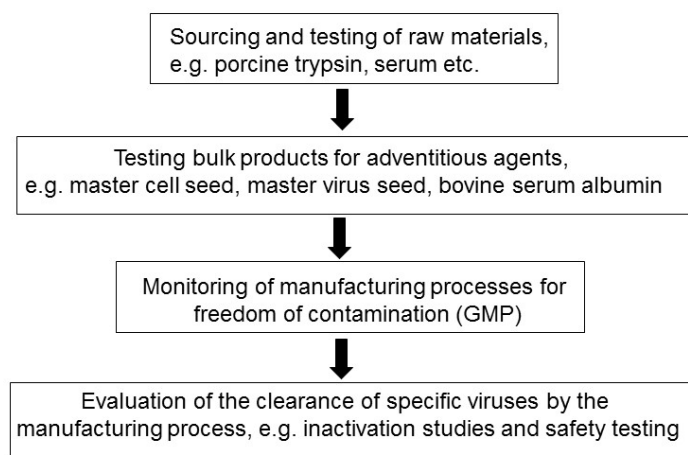 Sourcing and testing of raw materials,
e.g. porcine trypsin, serum etc.
Testing bulk products for adventitious agents,
e.g. master cell seed, master virus seed, bovine serum albumin
Monitoring of manufacturing processes for
freedom of contamination (GMP)
Evaluation of the clearance of specific viruses by the
manufacturing process, e.g. inactivation studies and safety testing